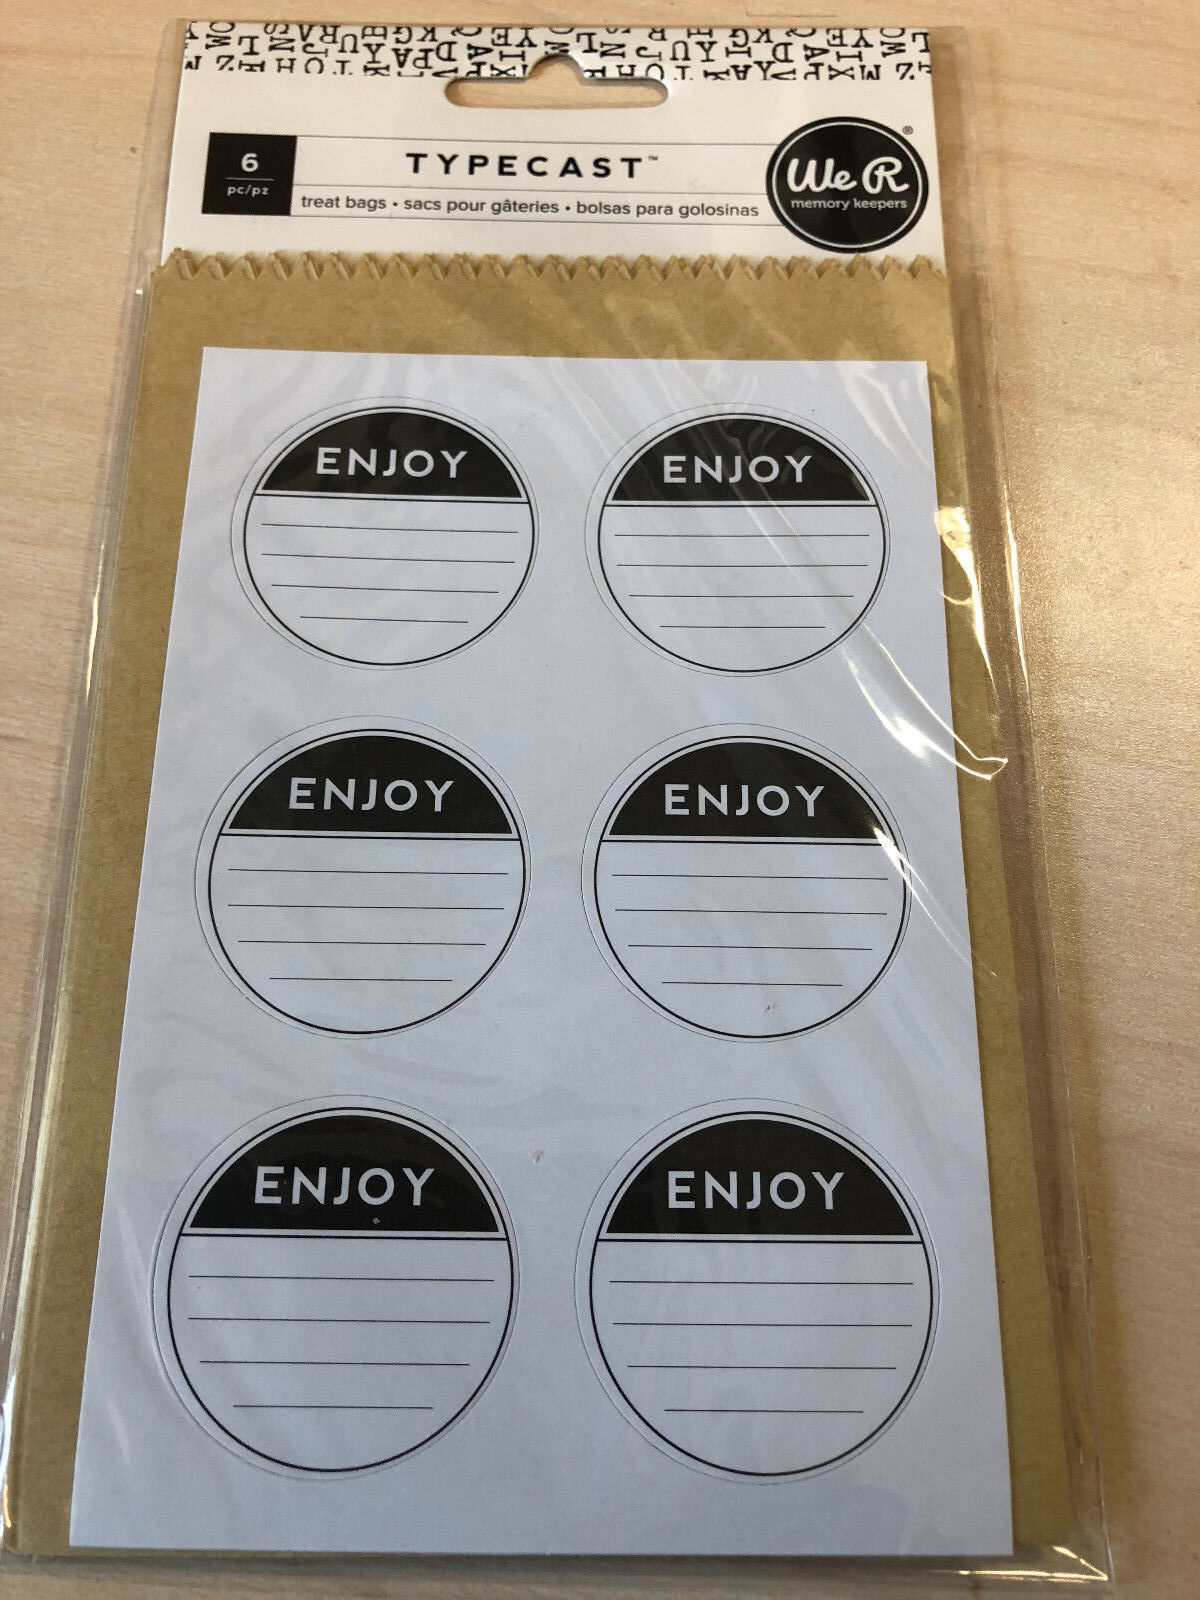 6
pc/pz
TYPECAST™
treat bags • sacs pour gâteries • bolsas para golosinas
We R®
memory keepers
ENJOY ENJOY
ENJOY ENJOY
ENJOY ENJOY